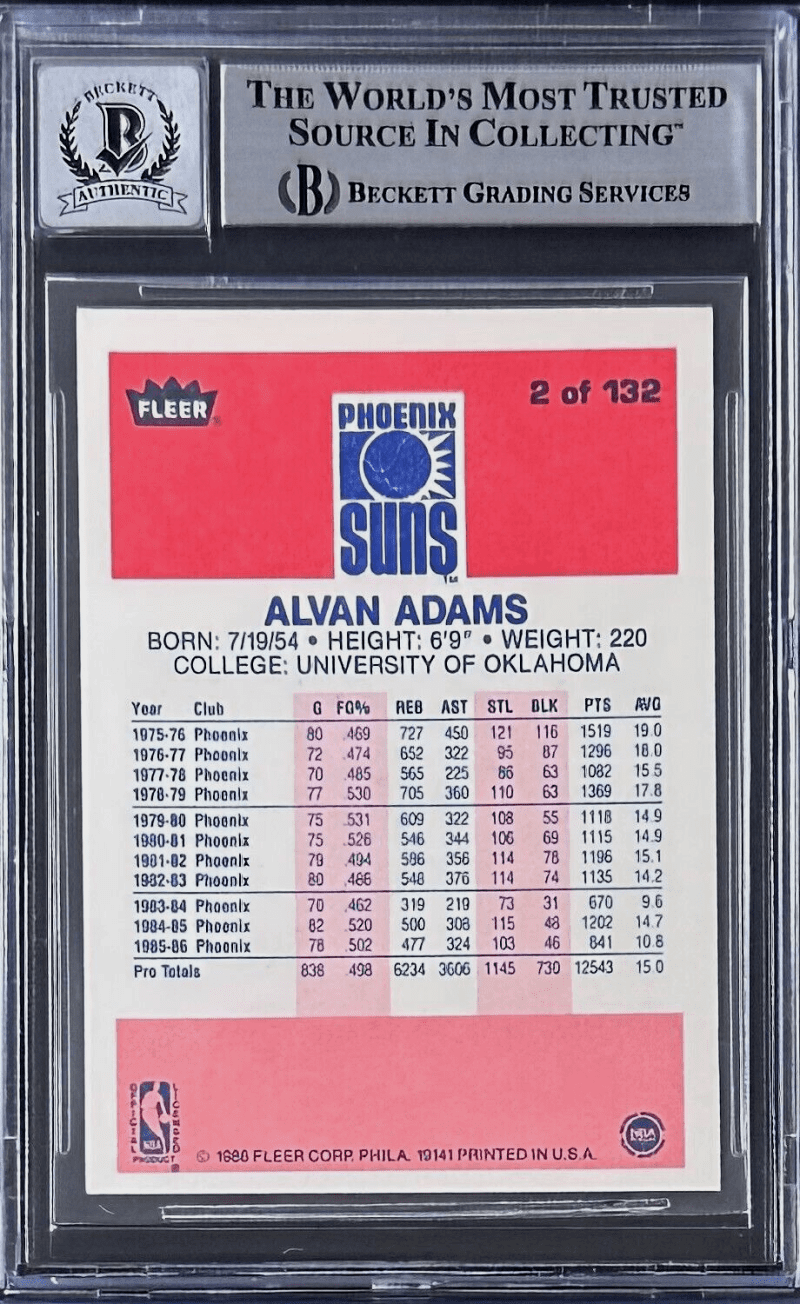 BECKETT
B
AUTHENTIC
THE WORLD'S MOST TRUSTED
SOURCE IN COLLECTING™
(B) BECKETT GRADING SERVICES
FLEER
2 of 132
PHOENIX
SUNS
ALVAN ADAMS
BORN: 7/19/54 • HEIGHT: 6'9" • WEIGHT: 220
COLLEGE: UNIVERSITY OF OKLAHOMA
Year Club G FG% REB AST STL BLK PTS AVG
1975-76 Phoenix 80 .469 727 450 121 116 1519 19.0
1976-77 Phoenix 72 .474 652 322 95 87 1296 18.0
1977-78 Phoenix 70 .485 565 225 86 63 1082 15.5
1978-79 Phoenix 77 .530 705 360 110 63 1369 17.8
1979-80 Phoenix 75 .531 609 322 108 55 1118 14.9
1980-81 Phoenix 75 .526 546 344 106 69 1115 14.9
1981-82 Phoenix 79 .494 586 356 114 78 1196 15.1
1982-83 Phoenix 80 .486 548 376 114 74 1135 14.2
1983-84 Phoenix 70 .462 319 219 73 31 670 9.6
1984-85 Phoenix 82 .520 500 308 115 48 1202 14.7
1985-86 Phoenix 78 .502 477 324 103 46 841 10.8
Pro Totals 838 .498 6234 3606 1145 730 12543 15.0
OFFICIAL
LICENSED
NBA
PRODUCT
© 1986 FLEER CORP. PHILA. 19141 PRINTED IN U.S.A.